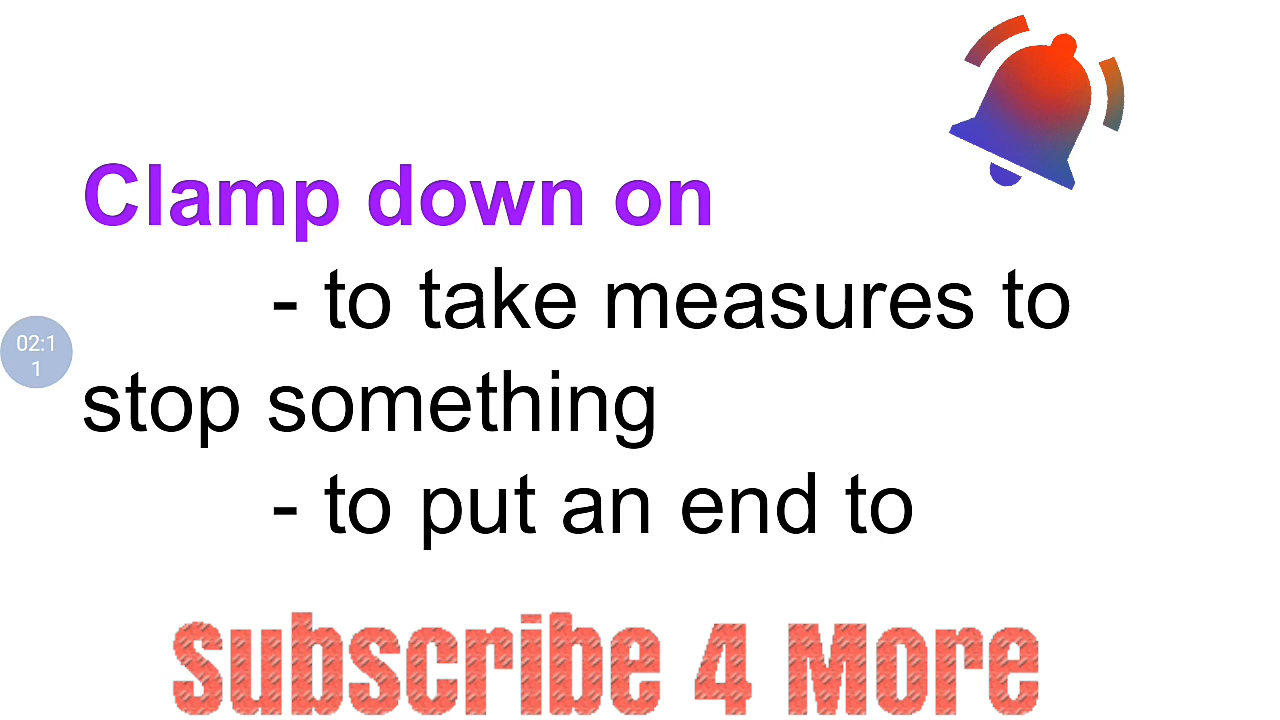 Clamp down on
- to take measures to
02:1
1
stop something
- to put an end to
Subscribe 4 More